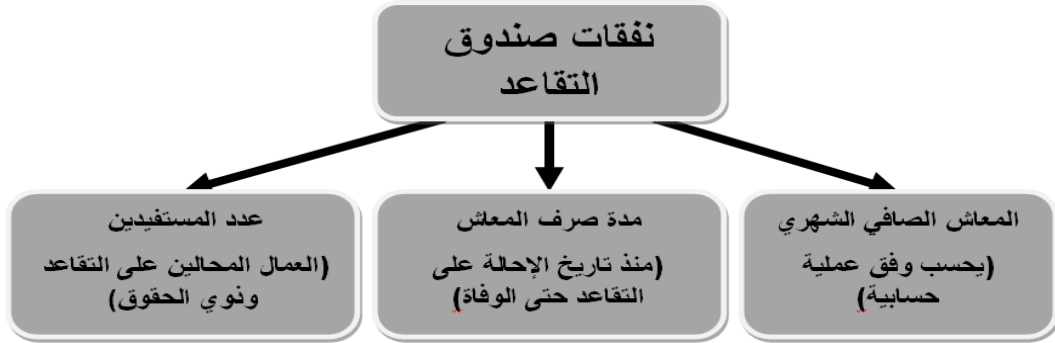 نفقات صندوق
التقاعد
المعاش الصافي الشهري
(يحسب وفق عملية
حسابية)
مدة صرف المعاش
(منذ تاريخ الإحالة على
التقاعد حتى الوفاة)
عدد المستفيدين
(العمال المحالين على التقاعد
وذوي الحقوق)